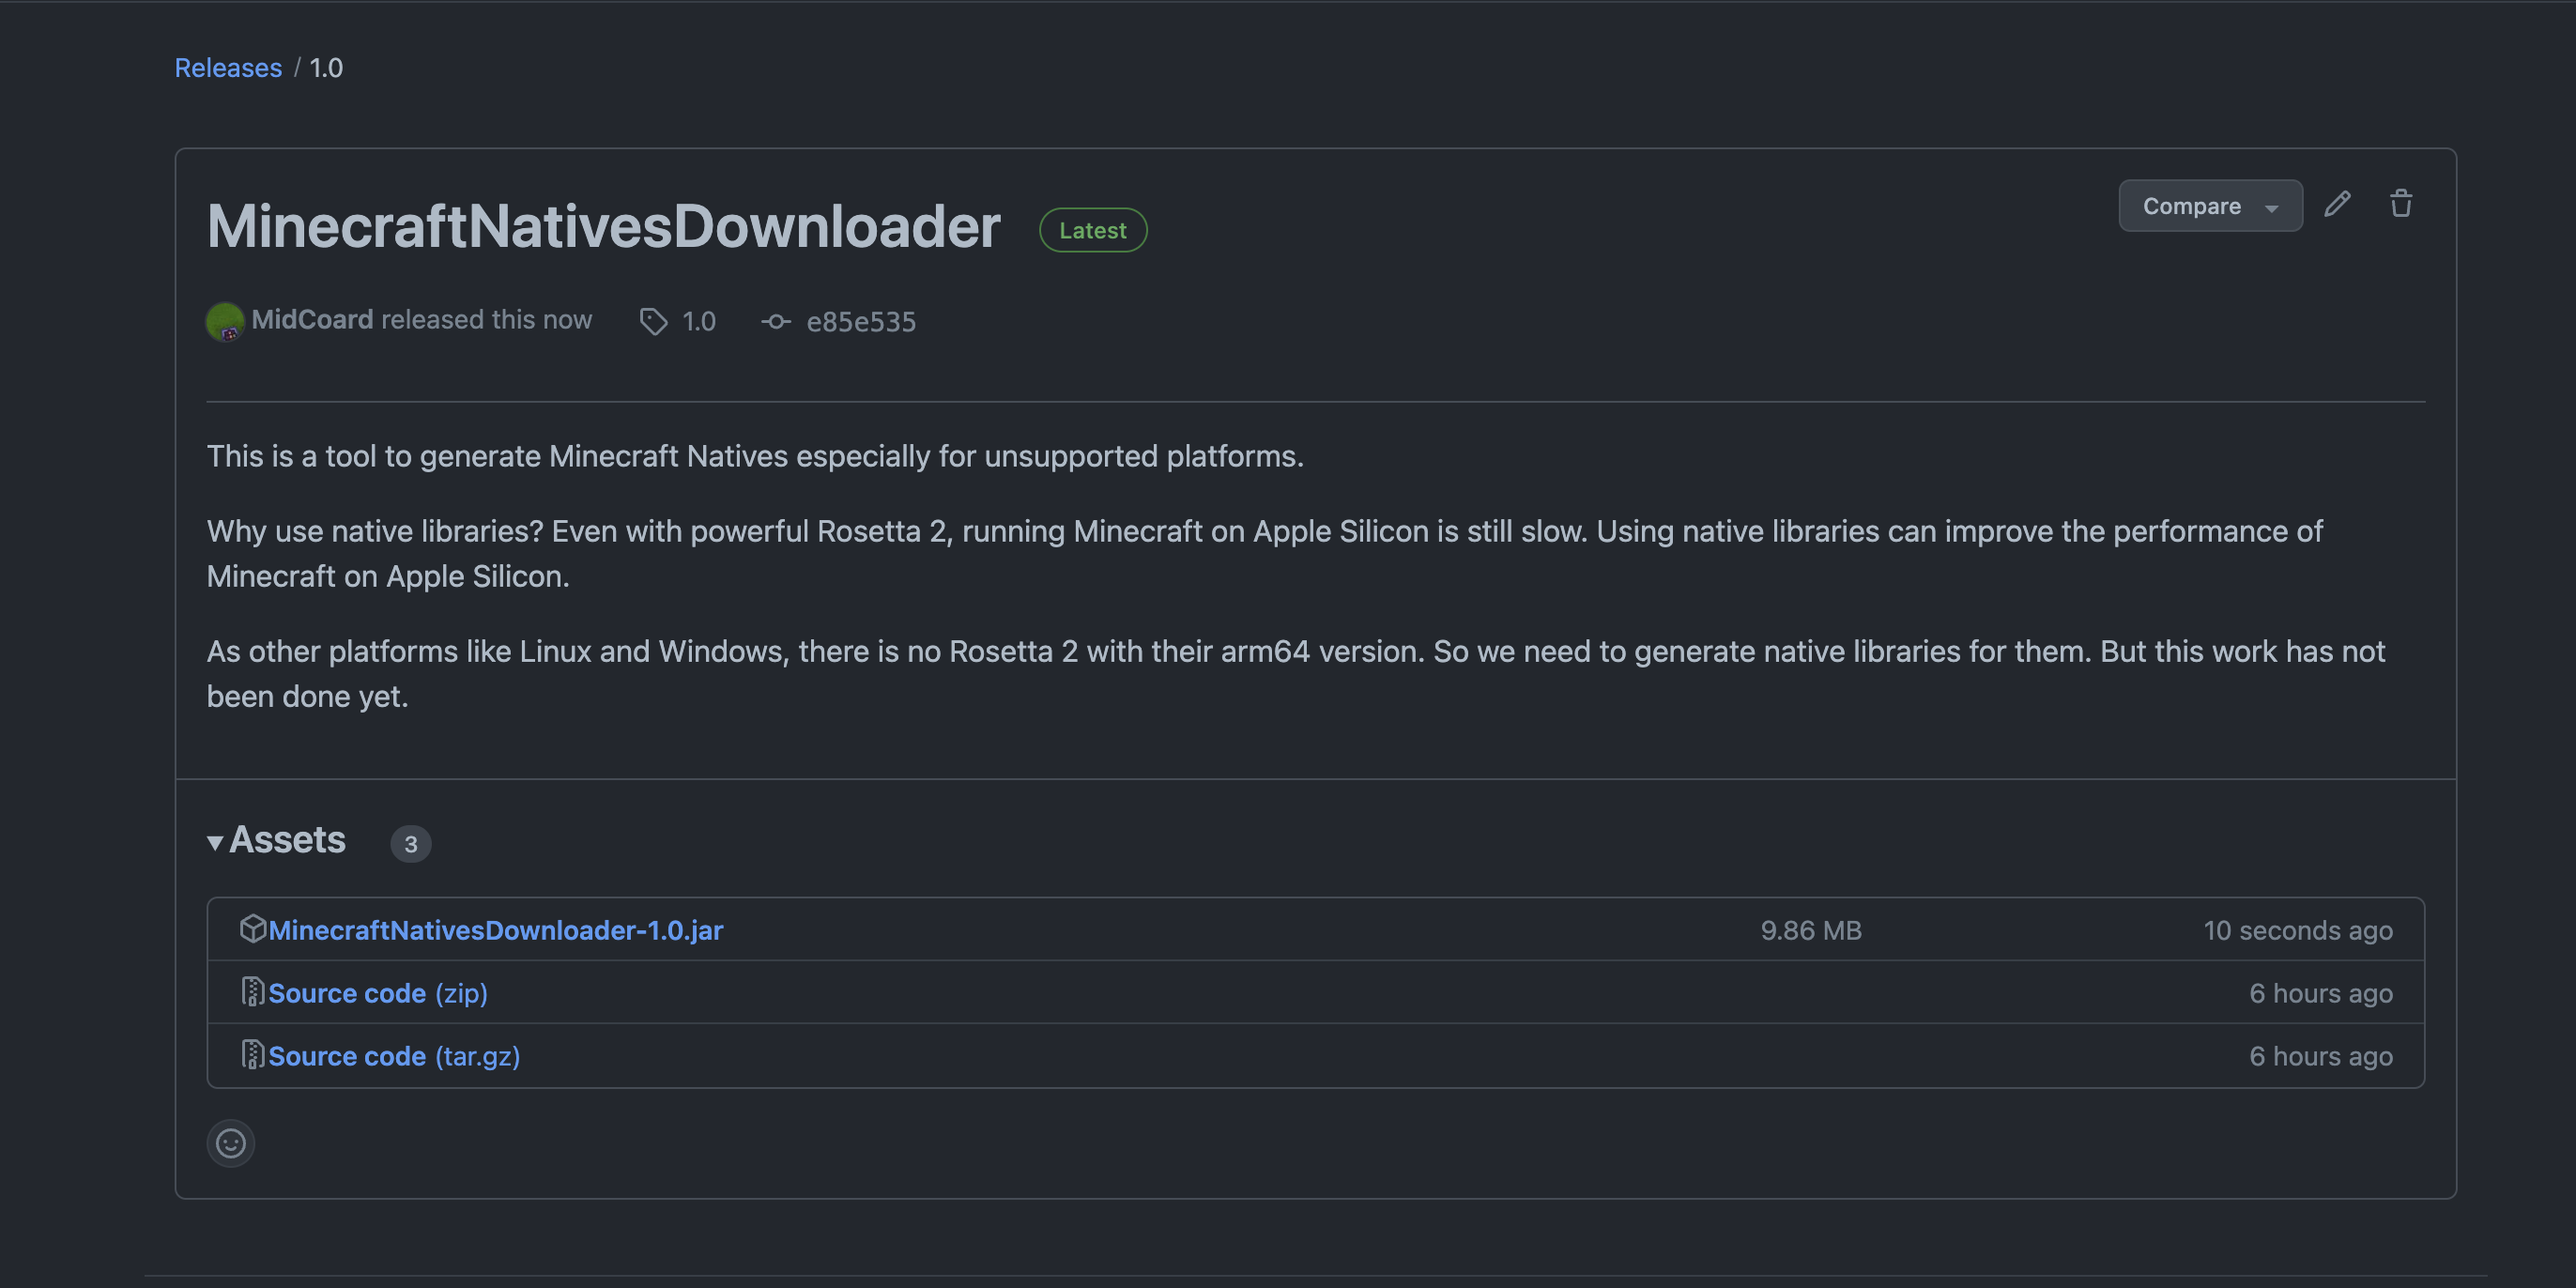 Releases / 1.0
MinecraftNativesDownloader Latest
Compare
MidCoard released this now 1.0 e85e535
This is a tool to generate Minecraft Natives especially for unsupported platforms.
Why use native libraries? Even with powerful Rosetta 2, running Minecraft on Apple Silicon is still slow. Using native libraries can improve the performance of
Minecraft on Apple Silicon.
As other platforms like Linux and Windows, there is no Rosetta 2 with their arm64 version. So we need to generate native libraries for them. But this work has not
been done yet.
Assets 3
MinecraftNativesDownloader-1.0.jar 9.86 MB 10 seconds ago
Source code (zip) 6 hours ago
Source code (tar.gz) 6 hours ago